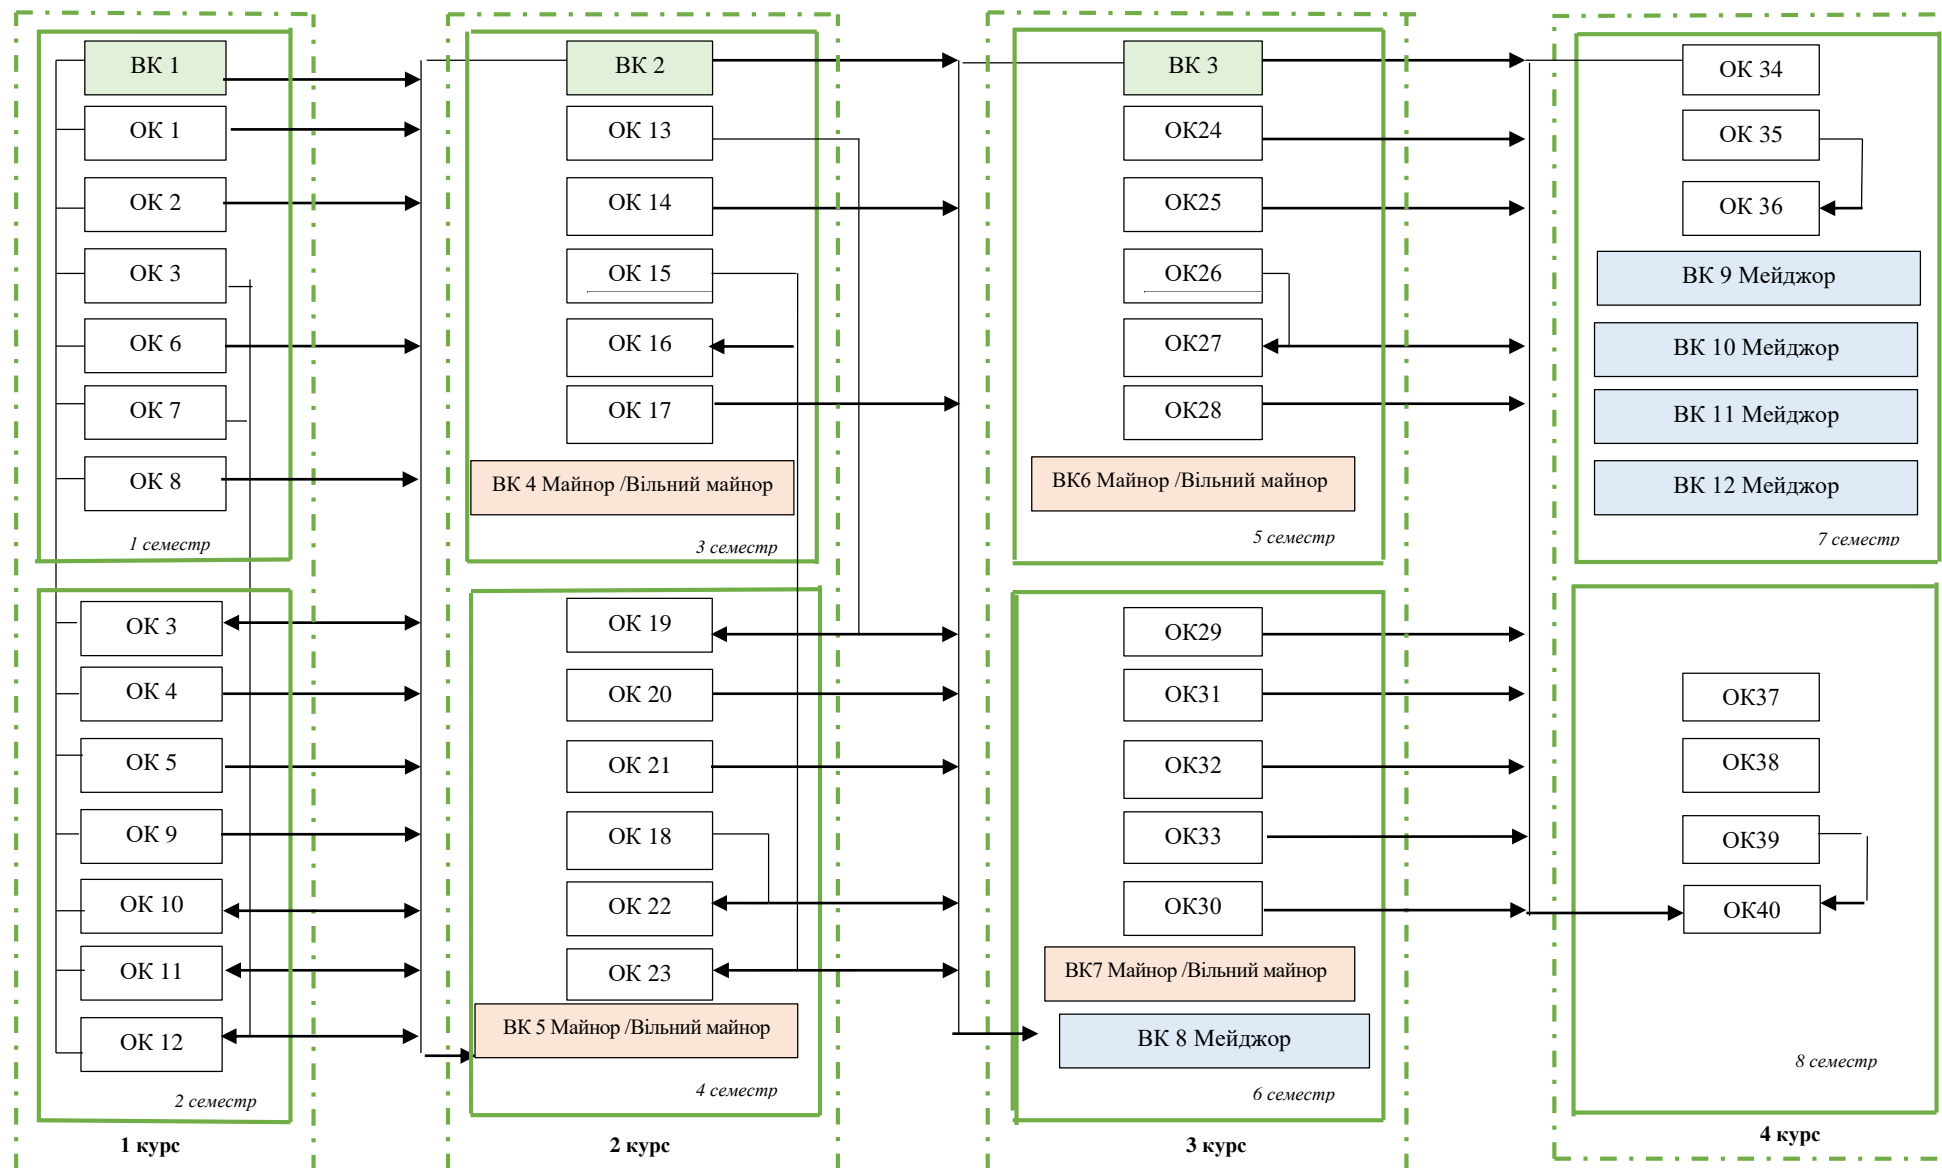 ВК 1
ОК 1
ОК 2
ОК 3
ОК 6
ОК 7
ОК 8
1 семестр
ОК 3
ОК 4
ОК 5
ОК 9
ОК 10
ОК 11
ОК 12
2 семестр
1 курс
ВК 2
ОК 13
ОК 14
ОК 15
ОК 16
ОК 17
ВК 4 Майнор /Вільний майнор
3 семестр
ОК 19
ОК 20
ОК 21
ОК 18
ОК 22
ОК 23
ВК 5 Майнор /Вільний майнор
4 семестр
2 курс
ВК 3
ОК24
ОК25
ОК26
ОК27
ОК28
ВК6 Майнор /Вільний майнор
5 семестр
ОК29
ОК31
ОК32
ОК33
ОК30
ВК7 Майнор /Вільний майнор
ВК 8 Мейджор
6 семестр
3 курс
ОК 34
ОК 35
ОК 36
ВК 9 Мейджор
ВК 10 Мейджор
ВК 11 Мейджор
ВК 12 Мейджор
7 семестр
ОК37
ОК38
ОК39
ОК40
8 семестр
4 курс